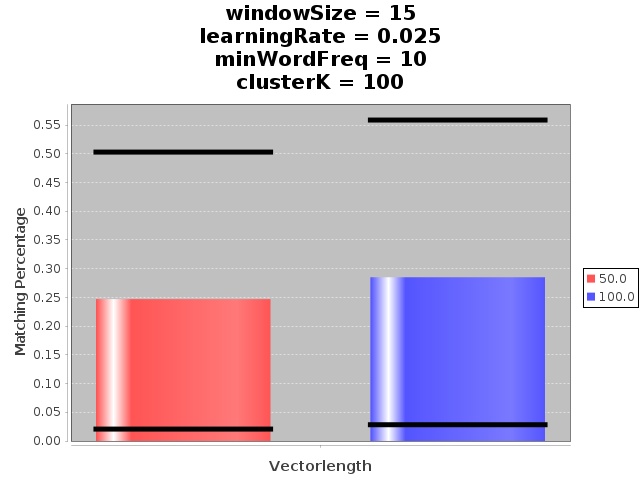 windowSize = 15
learningRate = 0.025
minWordFreq = 10
clusterK = 100
Matching Percentage
0.55
0.50
0.45
0.40
0.35
0.30
0.25
0.20
0.15
0.10
0.05
0.00
Vectorlength
50.0
100.0